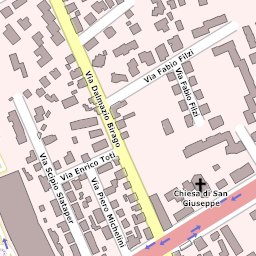 Via Fabio Filzi
Via Fabio Filzi
Via Dalmazio Birago
Via Enrico Toti
Via Scipio Slataper
Via Piero Michelini
Chiesa di San
Giuseppe